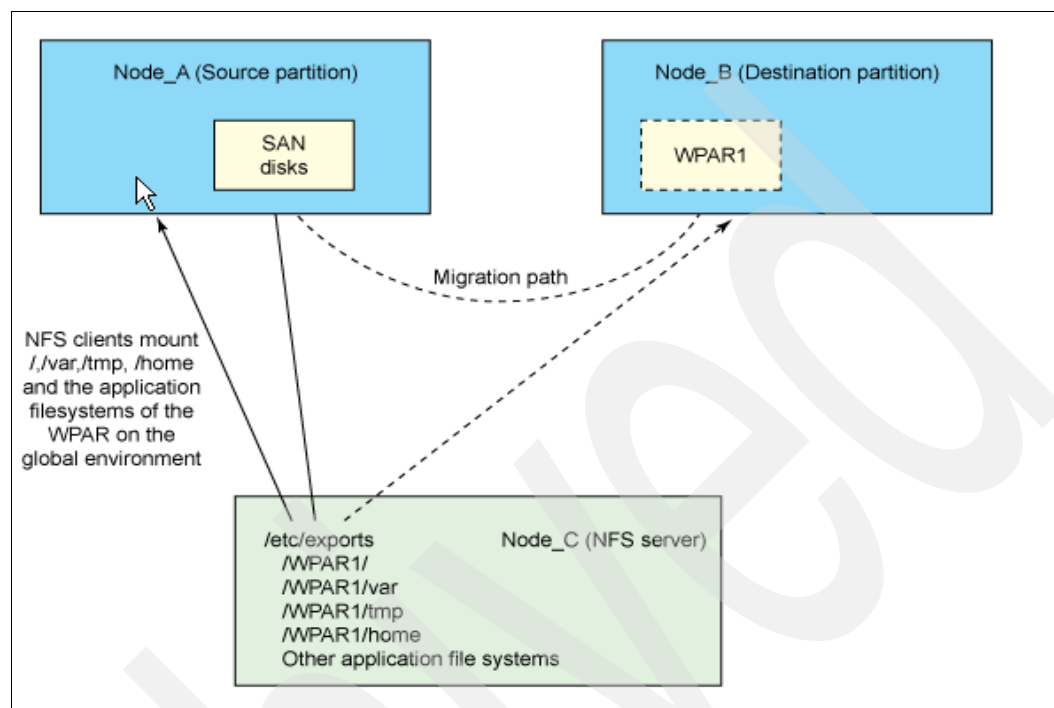 Node_A (Source partition)
SAN
disks
Node_B (Destination partition)
WPAR1
Migration path
NFS clients mount
/,/var,/tmp, /home
and the application
filesystems of the
WPAR on the
global environment
/etc/exports
Node_C (NFS server)
/WPAR1/
/WPAR1/var
/WPAR1/tmp
/WPAR1/home
Other application file systems